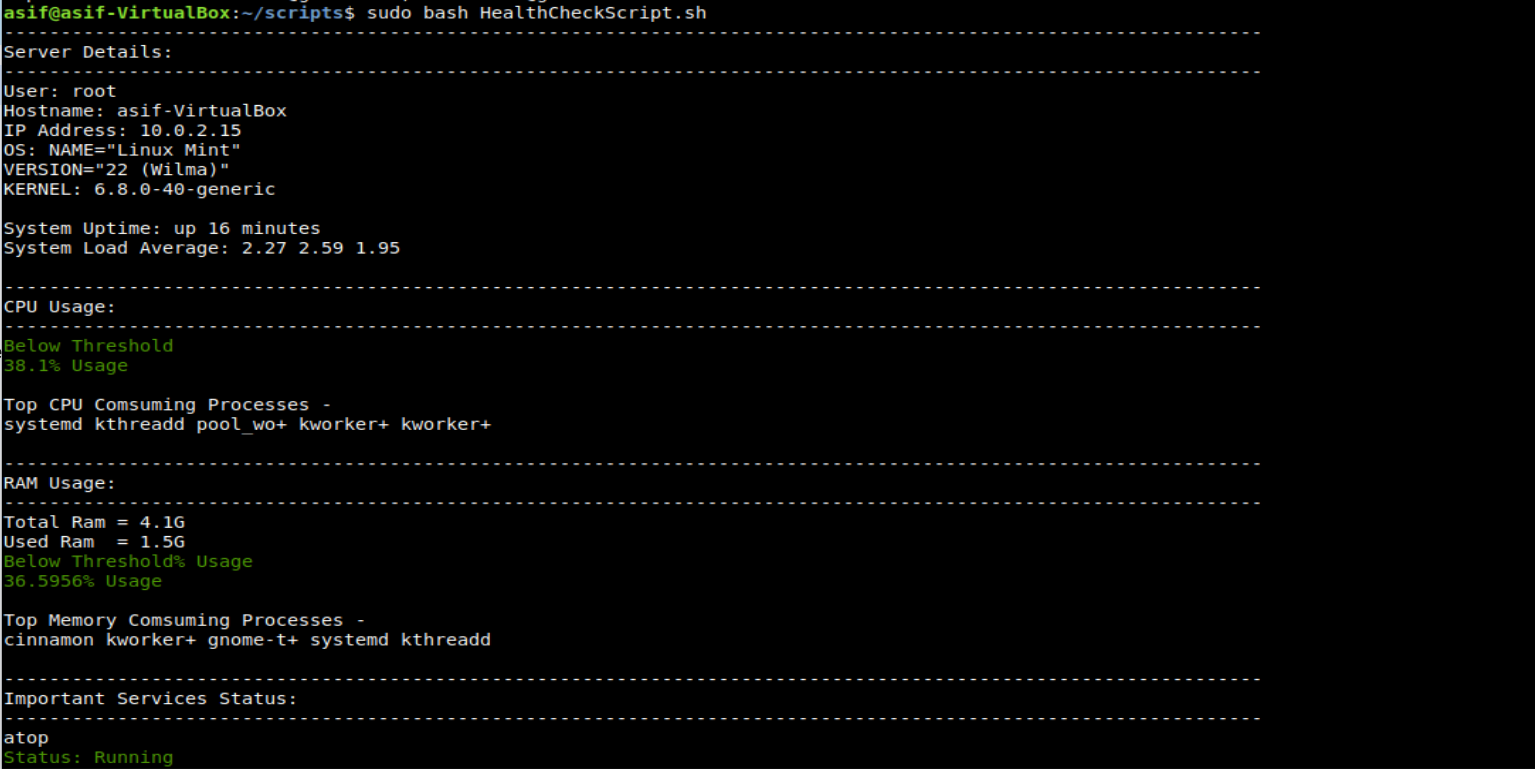 asif@asif-VirtualBox:~/scripts$ sudo bash HealthCheckScript.sh
---------------------------------------------------------------------------------------------------------------
Server Details:
---------------------------------------------------------------------------------------------------------------
User: root
Hostname: asif-VirtualBox
IP Address: 10.0.2.15
OS: NAME="Linux Mint"
VERSION="22 (Wilma)"
KERNEL: 6.8.0-40-generic
System Uptime: up 16 minutes
System Load Average: 2.27 2.59 1.95
---------------------------------------------------------------------------------------------------------------
CPU Usage:
---------------------------------------------------------------------------------------------------------------
Below Threshold
38.1% Usage
Top CPU Comsuming Processes -
systemd kthreadd pool_wo+ kworker+ kworker+
---------------------------------------------------------------------------------------------------------------
RAM Usage:
---------------------------------------------------------------------------------------------------------------
Total Ram = 4.1G
Used Ram  = 1.5G
Below Threshold% Usage
36.5956% Usage
Top Memory Comsuming Processes -
cinnamon kworker+ gnome-t+ systemd kthreadd
---------------------------------------------------------------------------------------------------------------
Important Services Status:
---------------------------------------------------------------------------------------------------------------
atop
Status: Running